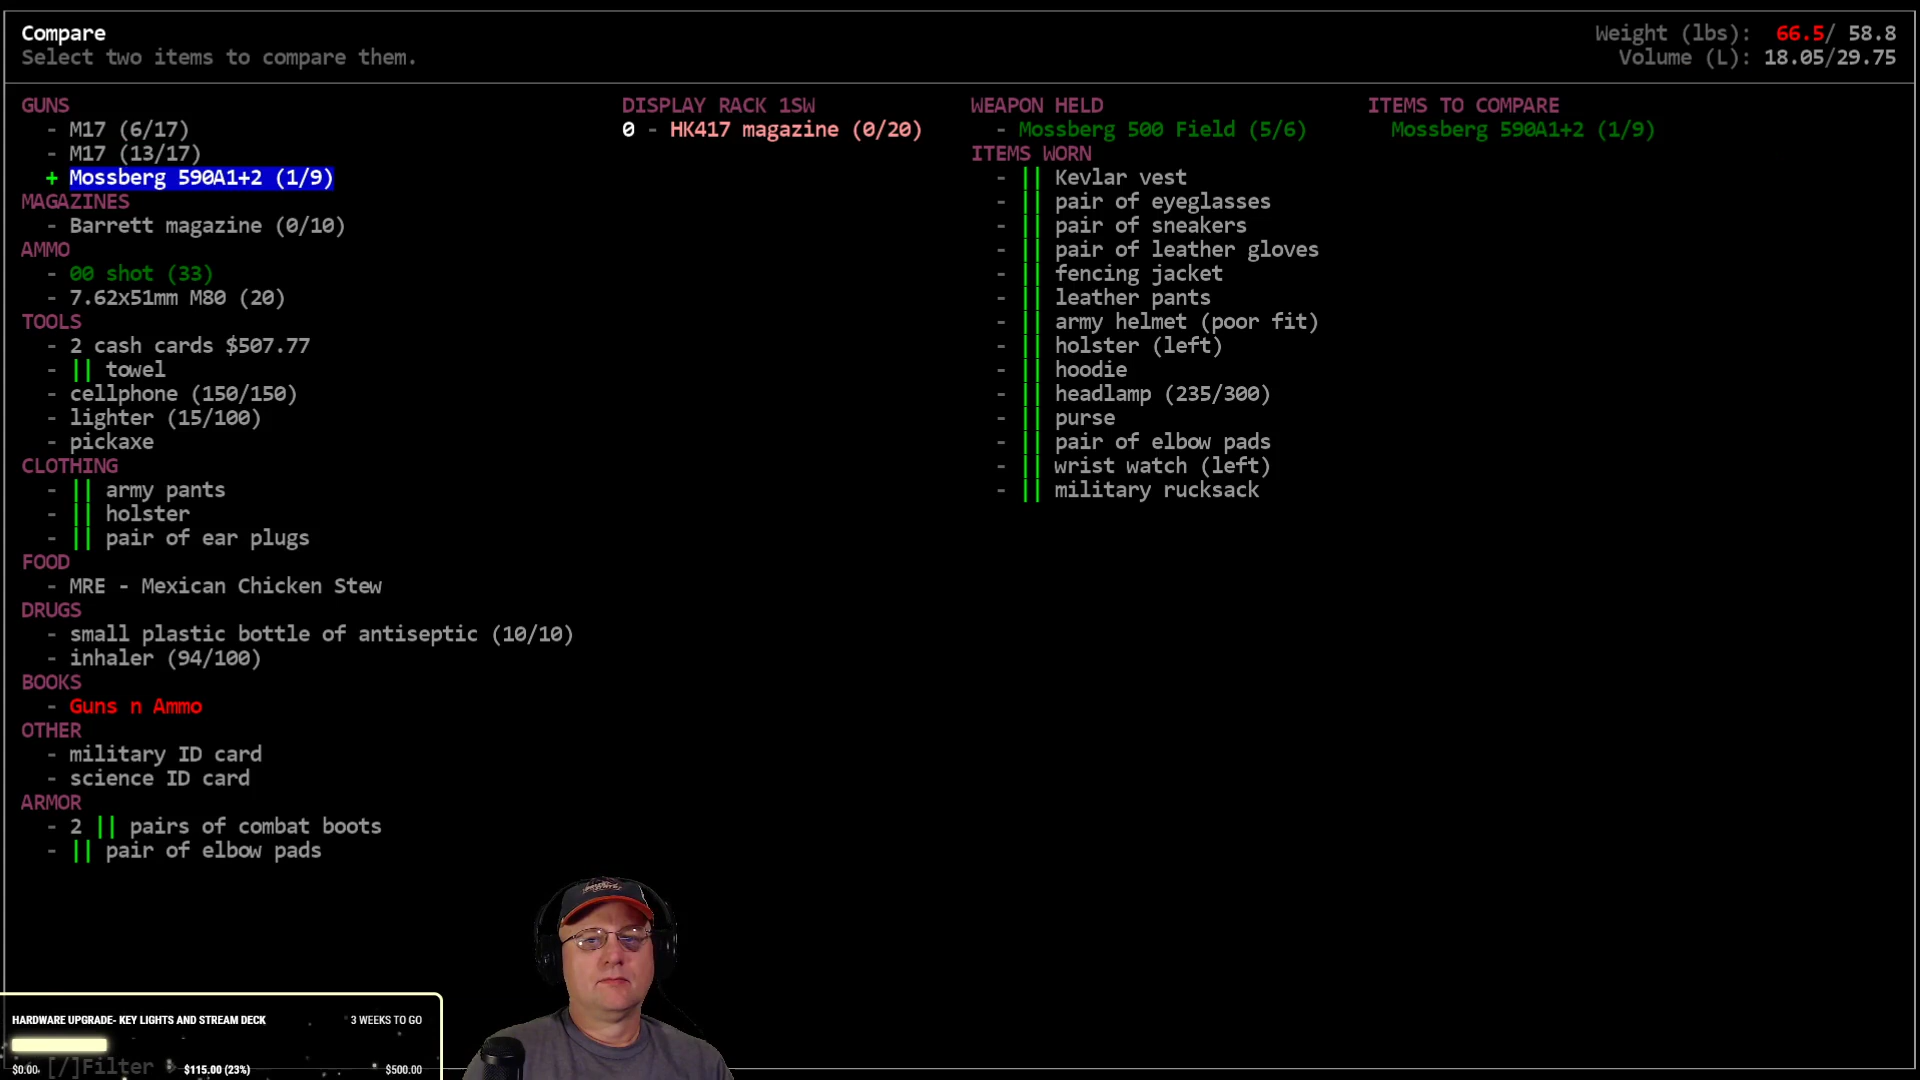 Compare
Select two items to compare them.
Weight (lbs): 66.5/ 58.8
Volume (L): 18.05/29.75
GUNS
- M17 (6/17)
- M17 (13/17)
+ Mossberg 590A1+2 (1/9)
MAGAZINES
- Barrett magazine (0/10)
AMMO
- 00 shot (33)
- 7.62x51mm M80 (20)
TOOLS
- 2 cash cards $507.77
- || towel
- cellphone (150/150)
- lighter (15/100)
- pickaxe
CLOTHING
- || army pants
- || holster
- || pair of ear plugs
FOOD
- MRE - Mexican Chicken Stew
DRUGS
- small plastic bottle of antiseptic (10/10)
- inhaler (94/100)
BOOKS
- Guns n Ammo
OTHER
- military ID card
- science ID card
ARMOR
- 2 || pairs of combat boots
- || pair of elbow pads
DISPLAY RACK 1SW
0 - HK417 magazine (0/20)
WEAPON HELD
- Mossberg 500 Field (5/6)
ITEMS WORN
- || Kevlar vest
- || pair of eyeglasses
- || pair of sneakers
- || pair of leather gloves
- || fencing jacket
- || leather pants
- || army helmet (poor fit)
- || holster (left)
- || hoodie
- || headlamp (235/300)
- || purse
- || pair of elbow pads
- || wrist watch (left)
- || military rucksack
ITEMS TO COMPARE
Mossberg 590A1+2 (1/9)
HARDWARE UPGRADE- KEY LIGHTS AND STREAM DECK
3 WEEKS TO GO
[/]Filter
$0.00
$115.00 (23%)
$500.00